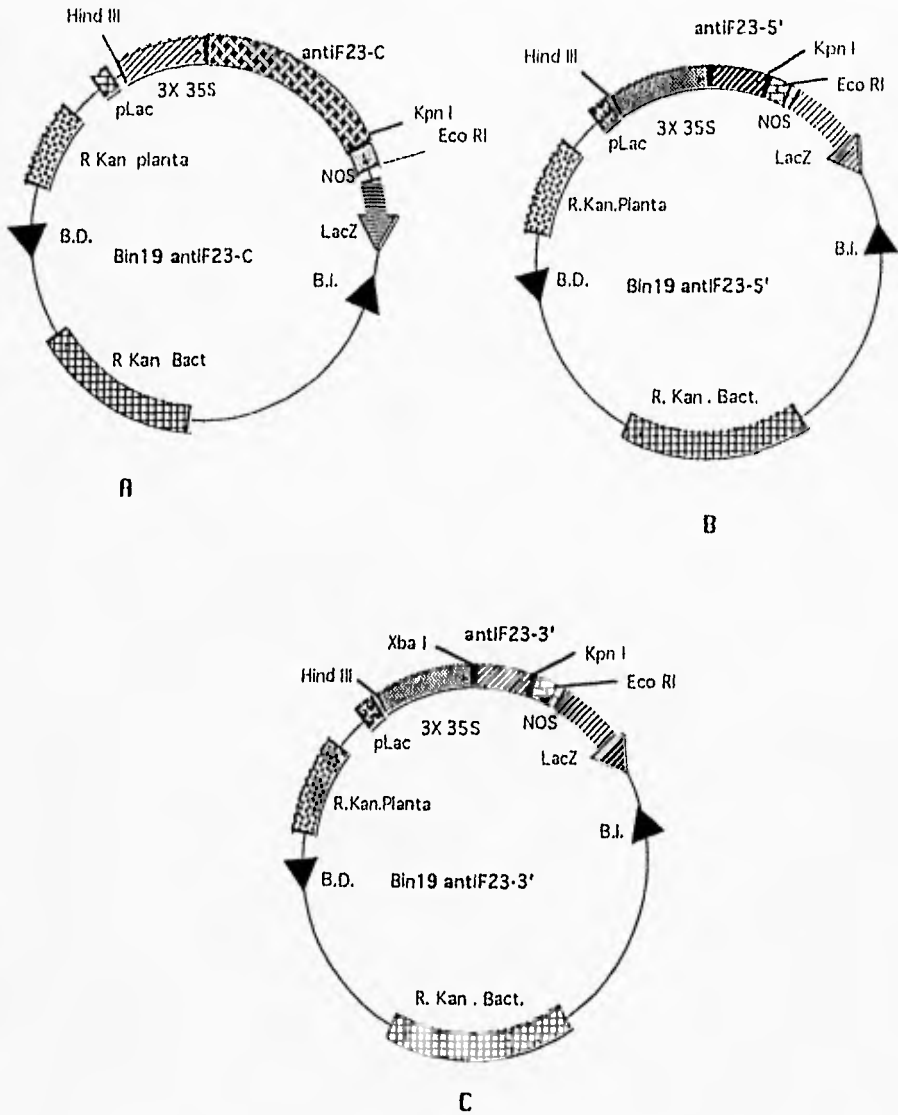 Hind III
antiF23-C
3X 35S
pLac
Kpn I
Eco RI
NOS
R Kan planta
LacZ
B.D.
Bin19 antiF23-C
B.I.
R Kan Bact
A
antiF23-5'
Kpn I
Hind III
Eco RI
pLac
3X 35S
NOS
LacZ
R.Kan.Planta
B.I.
B.D.
Bin19 antiF23-5'
R. Kan . Bact.
B
antiF23-3'
Xba I
Kpn I
Hind III
Eco RI
pLac
3X 35S
NOS
LacZ
R.Kan.Planta
B.I.
B.D.
Bin19 antiF23-3'
R. Kan . Bact.
C